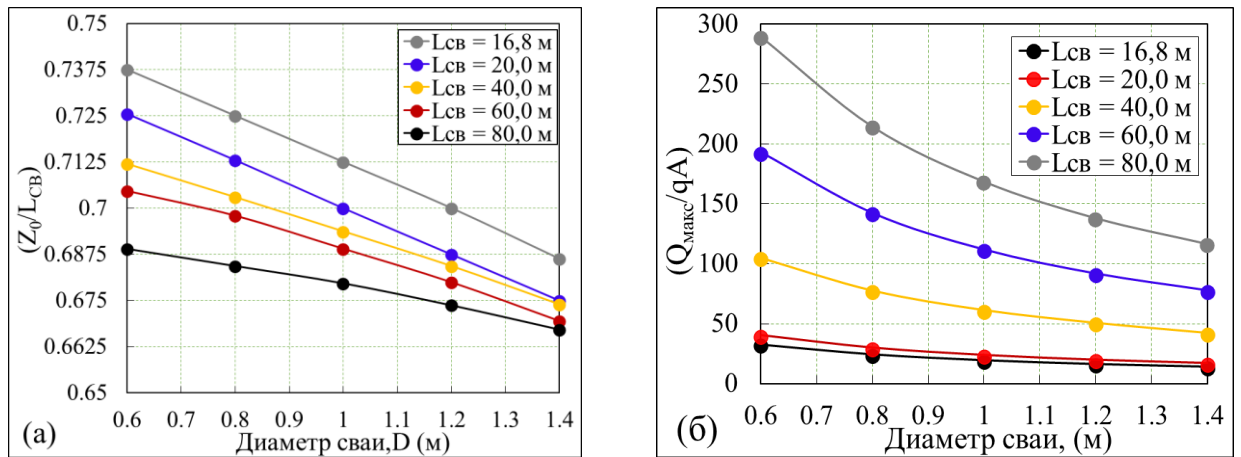 0.75
0.7375
0.725
0.7125
0.7
0.6875
0.675
0.6625
0.65
(Z₀/L_СВ)
Lсв = 16,8 м
Lсв = 20,0 м
Lсв = 40,0 м
Lсв = 60,0 м
Lсв = 80,0 м
0.6 0.7 0.8 0.9 1 1.1 1.2 1.3 1.4
(а) Диаметр сваи,D (м)
300
250
200
150
100
50
0
(Qмакс/qA)
Lсв = 16,8 м
Lсв = 20,0 м
Lсв = 40,0 м
Lсв = 60,0 м
Lсв = 80,0 м
0.6 0.7 0.8 0.9 1 1.1 1.2 1.3 1.4
(б) Диаметр сваи, (м)